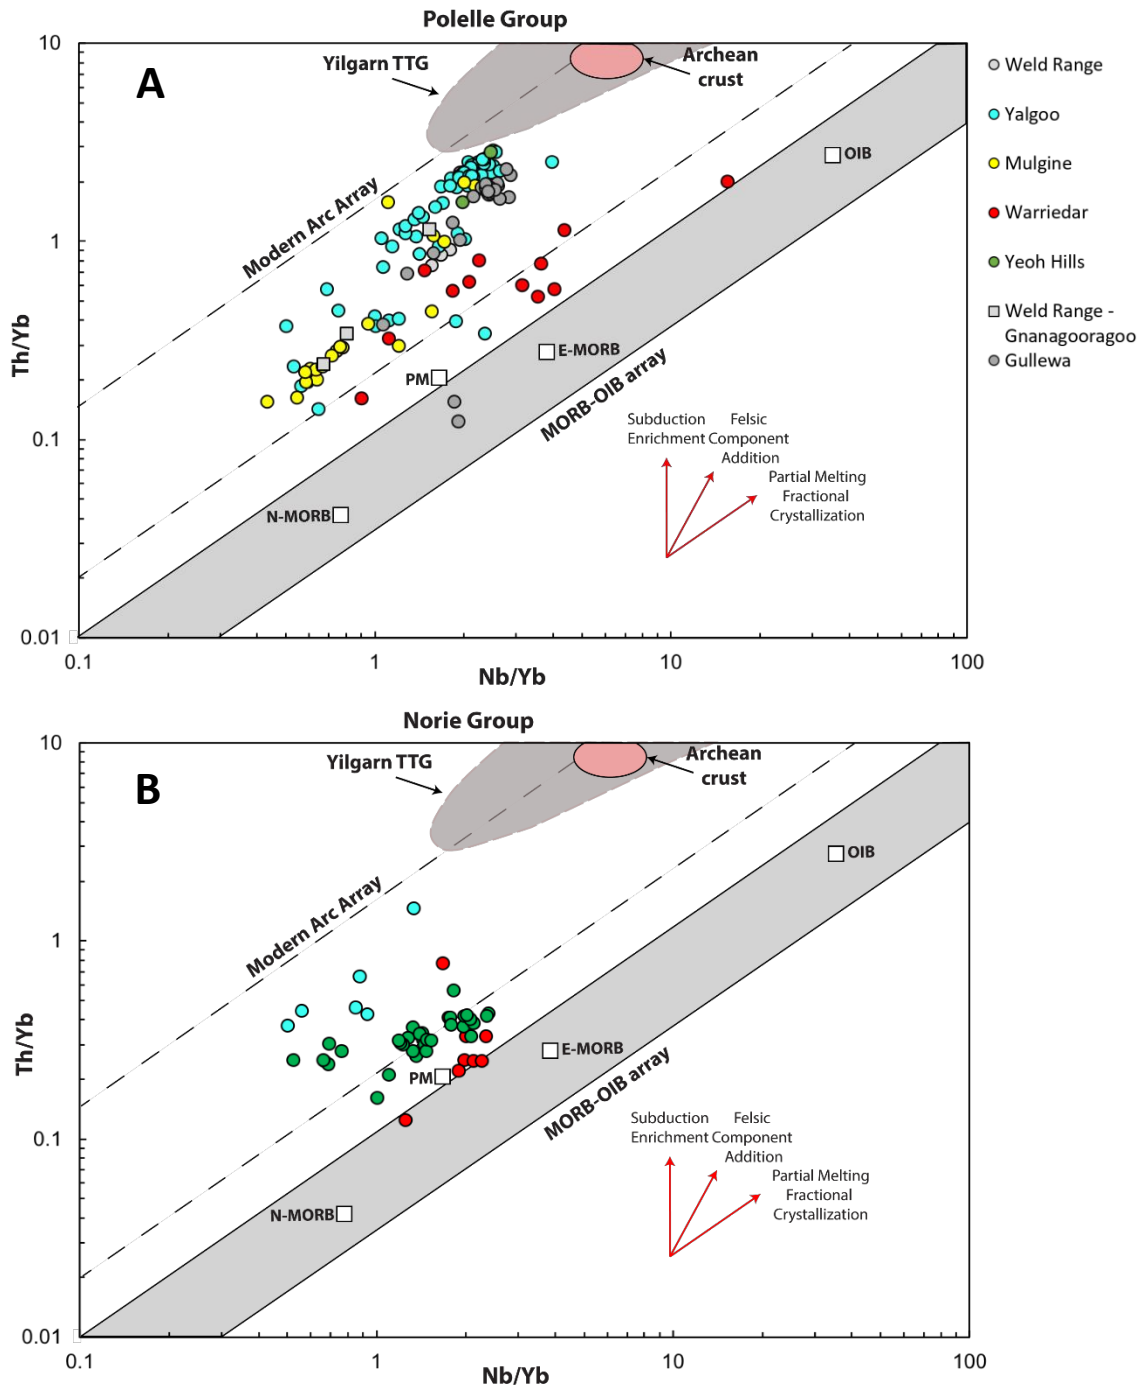 Polelle Group
10
A
Yilgarn TTG
Archean
crust
Weld Range
Yalgoo
Mulgine
Warriedar
Yeoh Hills
Weld Range -
Gnanagooragoo
Gullewa
OIB
Modern Arc Array
1
Th/Yb
E-MORB
PM
MORB-OIB array
0.1
Subduction
Enrichment
Felsic
Component
Addition
Partial Melting
Fractional
Crystallization
N-MORB
0.01
0.1
1
10
100
Nb/Yb
Norie Group
10
B
Yilgarn TTG
Archean
crust
OIB
Modern Arc Array
1
Th/Yb
E-MORB
PM
MORB-OIB array
0.1
Subduction
Enrichment
Felsic
Component
Addition
Partial Melting
Fractional
Crystallization
N-MORB
0.01
0.1
1
10
100
Nb/Yb